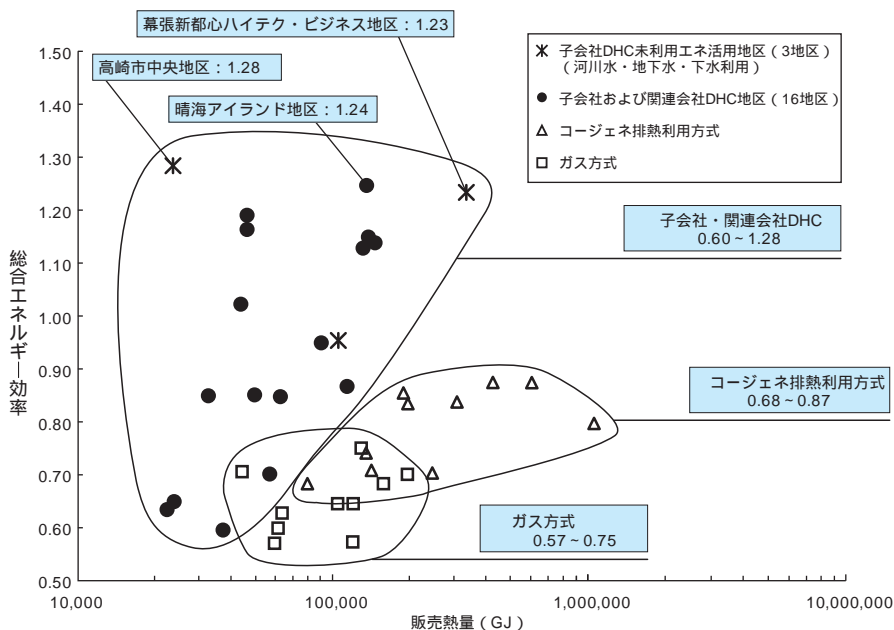 幕張新都心ハイテク・ビジネス地区：1.23
高崎市中央地区：1.28
晴海アイランド地区：1.24
子会社DHC未利用エネ活用地区（3地区）
（河川水・地下水・下水利用）
子会社および関連会社DHC地区（16地区）
コージェネ排熱利用方式
ガス方式
子会社・関連会社DHC
0.60～1.28
コージェネ排熱利用方式
0.68～0.87
ガス方式
0.57～0.75
総合エネルギー効率
1.60
1.50
1.40
1.30
1.20
1.10
1.00
0.90
0.80
0.70
0.60
0.50
10,000
100,000
1,000,000
10,000,000
販売熱量（GJ）